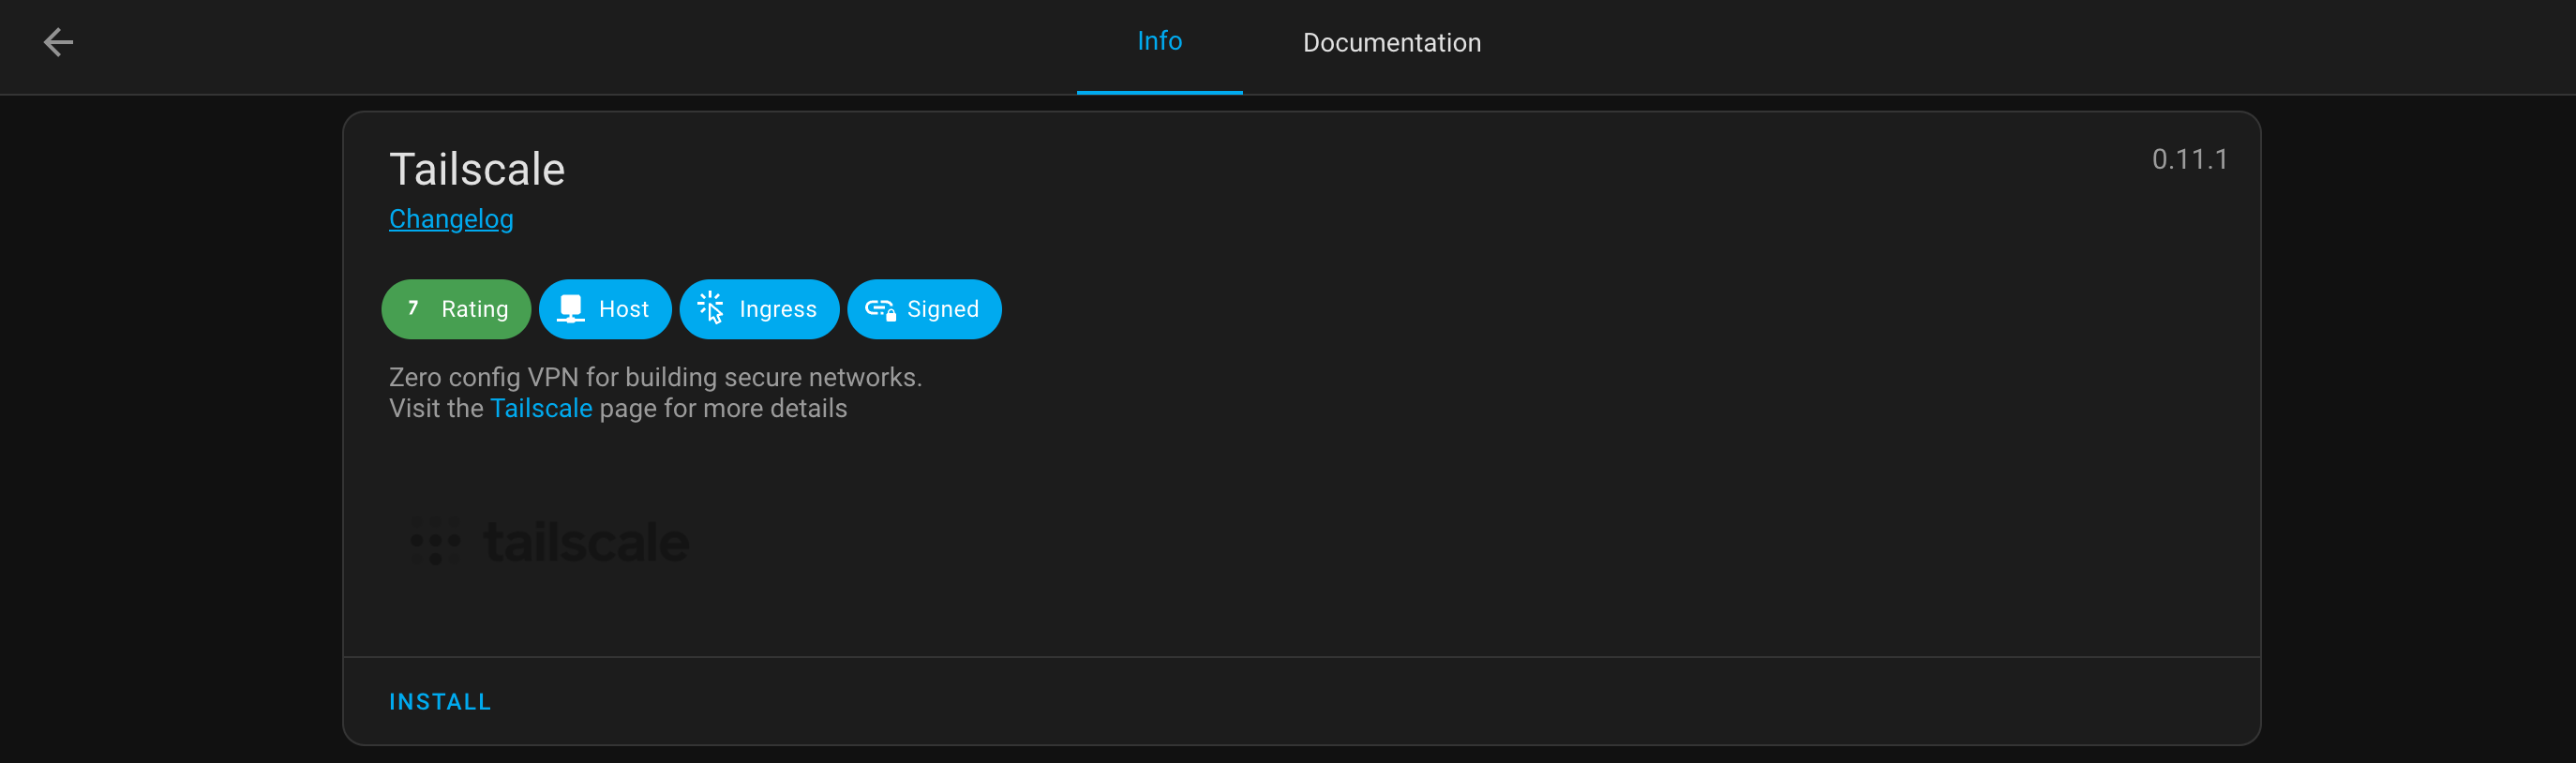 Info Documentation
Tailscale
0.11.1
Changelog
7 Rating Host Ingress Signed
Zero config VPN for building secure networks.
Visit the Tailscale page for more details
tailscale
INSTALL